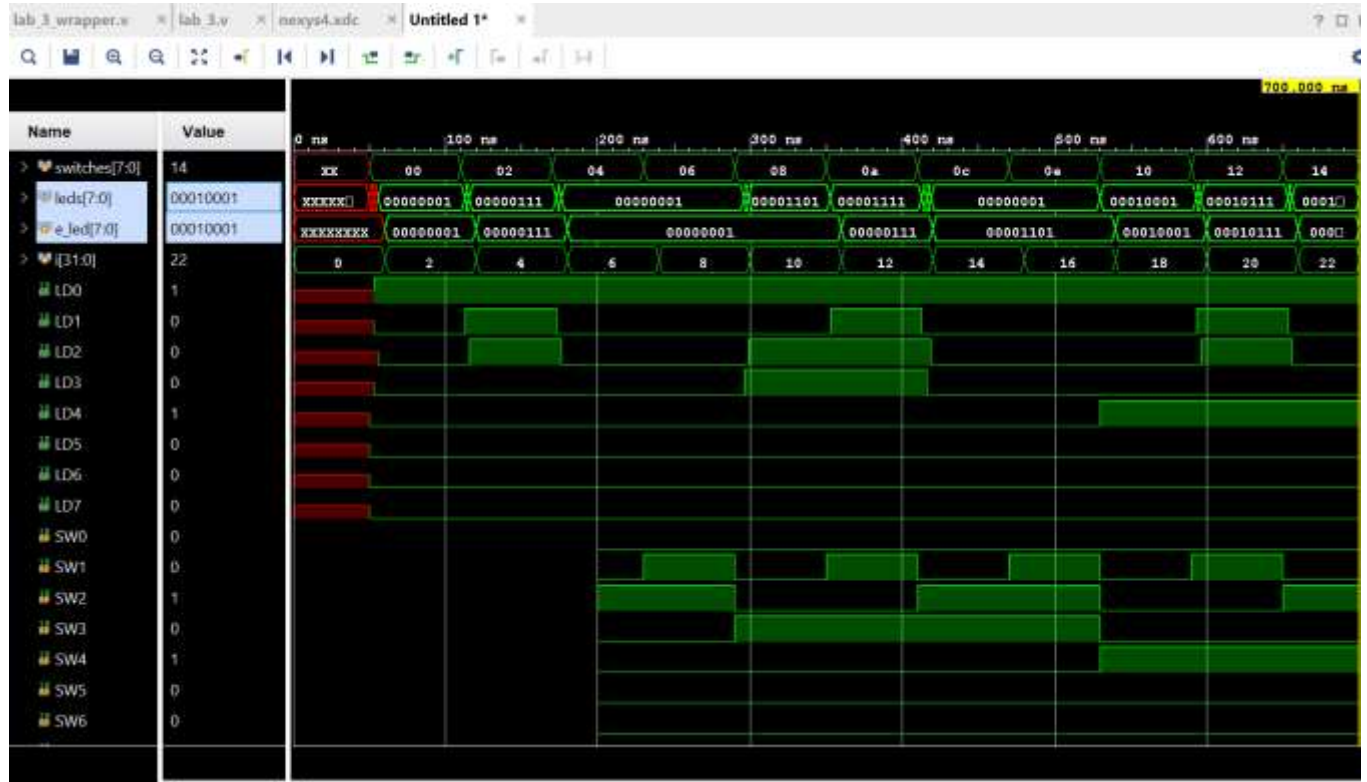 lab_3_wrapper.v × lab_3.v × nexys4.xdc × Untitled 1* × ?
700.000 ns
Name Value 0 ns 100 ns 200 ns 300 ns 400 ns 500 ns 600 ns
switches[7:0] 14 XX 00 02 04 06 08 0a 0c 0e 10 12 14
leds[7:0] 00010001 XXXXX 00000001 00000111 00000001 00001101 00001111 00000001 00010001 00010111 0001
e_led[7:0] 00010001 XXXXXXXX 00000001 00000111 00000001 00000111 00001101 00010001 00010111 000
i[31:0] 22 0 2 4 6 8 10 12 14 16 18 20 22
LD0 1
LD1 0
LD2 0
LD3 0
LD4 1
LD5 0
LD6 0
LD7 0
SW0 0
SW1 0
SW2 1
SW3 0
SW4 1
SW5 0
SW6 0